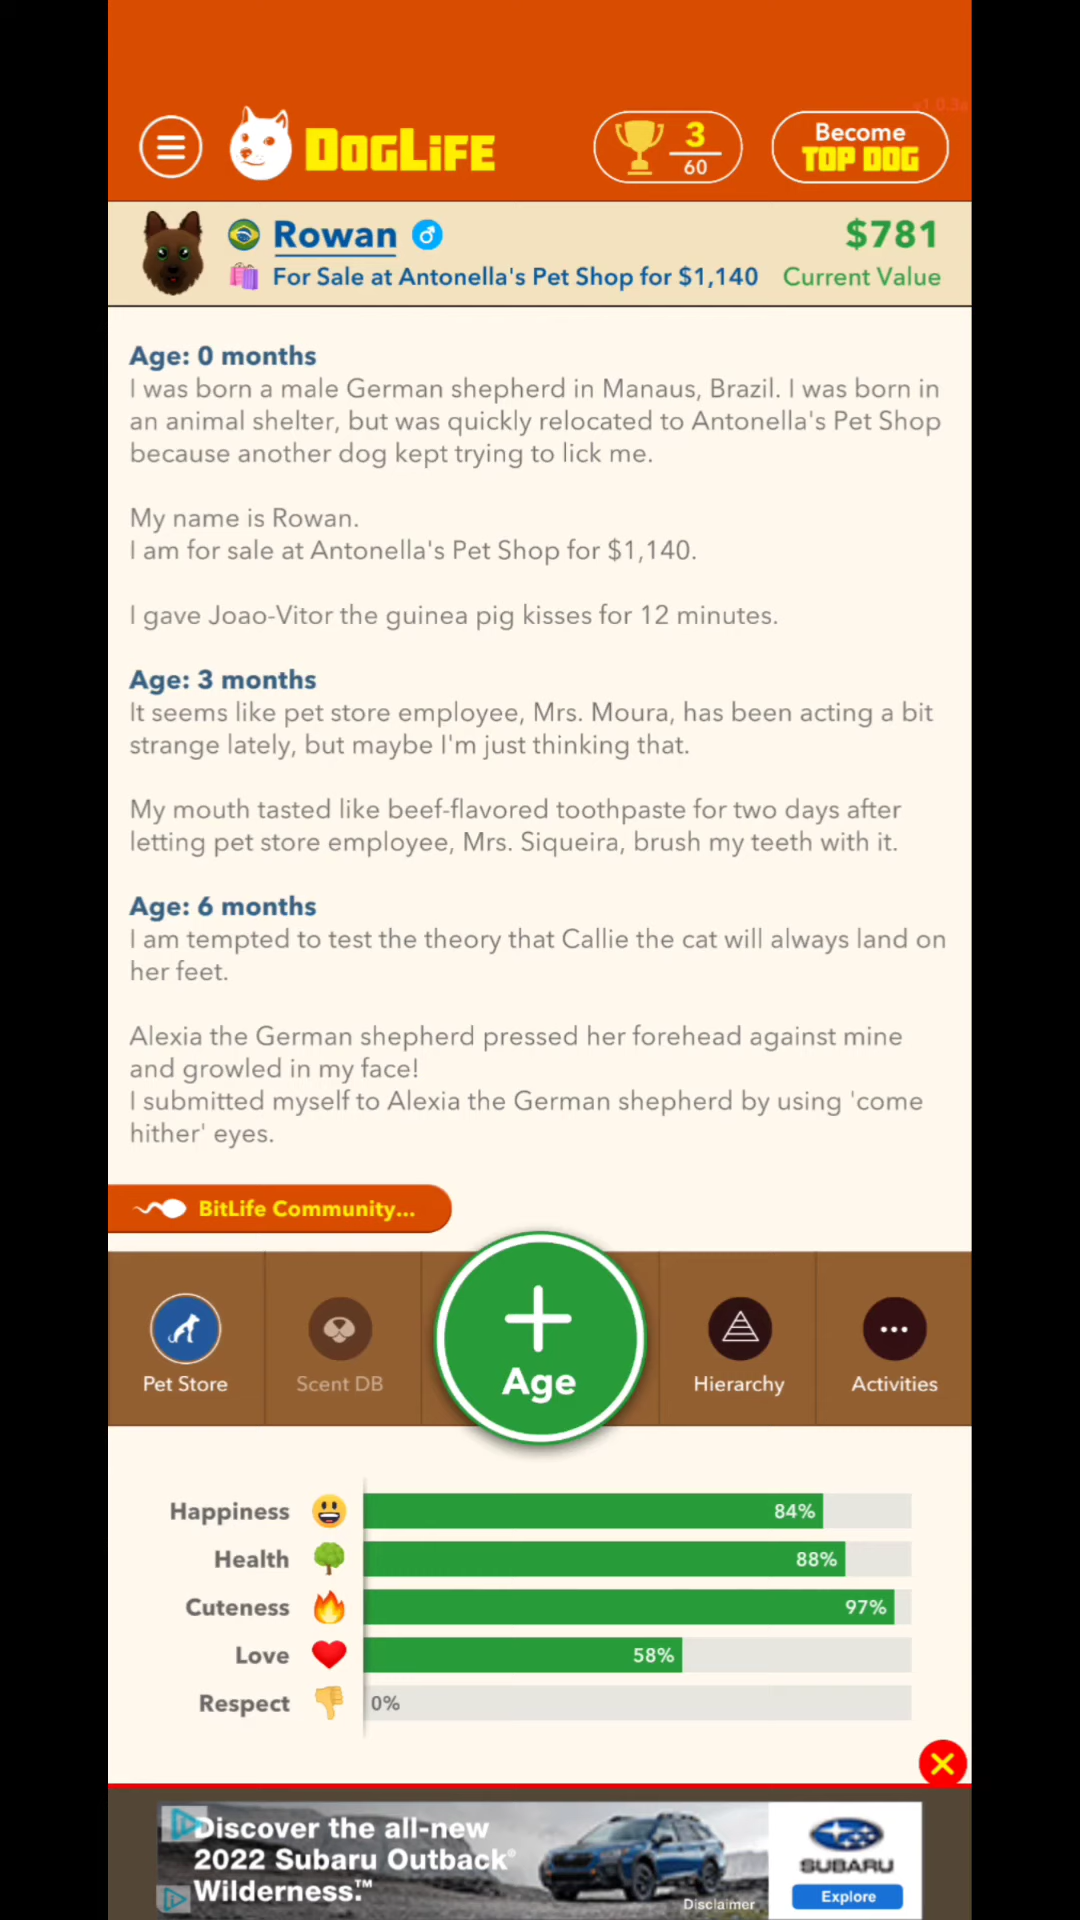 v1.0.3a
DOGLIFE
3
60
Become
TOP DOG
Rowan
$781
For Sale at Antonella's Pet Shop for $1,140
Current Value
Age: 0 months
I was born a male German shepherd in Manaus, Brazil. I was born in
an animal shelter, but was quickly relocated to Antonella's Pet Shop
because another dog kept trying to lick me.
My name is Rowan.
I am for sale at Antonella's Pet Shop for $1,140.
I gave Joao-Vitor the guinea pig kisses for 12 minutes.
Age: 3 months
It seems like pet store employee, Mrs. Moura, has been acting a bit
strange lately, but maybe I'm just thinking that.
My mouth tasted like beef-flavored toothpaste for two days after
letting pet store employee, Mrs. Siqueira, brush my teeth with it.
Age: 6 months
I am tempted to test the theory that Callie the cat will always land on
her feet.
Alexia the German shepherd pressed her forehead against mine
and growled in my face!
I submitted myself to Alexia the German shepherd by using 'come
hither' eyes.
BitLife Community...
Pet Store
Scent DB
Age
Hierarchy
Activities
Happiness 84%
Health 88%
Cuteness 97%
Love 58%
Respect 0%
Discover the all-new
2022 Subaru Outback®
Wilderness.™
Disclaimer
SUBARU
Explore